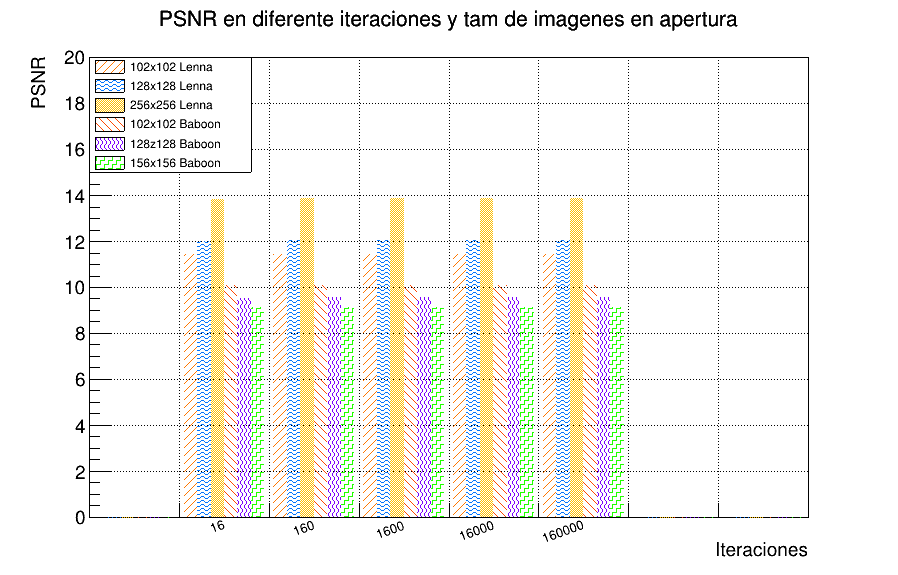 PSNR en diferente iteraciones y tam de imagenes en apertura
PSNR
20
18
16
14
12
10
8
6
4
2
0
102x102 Lenna
128x128 Lenna
256x256 Lenna
102x102 Baboon
128z128 Baboon
156x156 Baboon
16
160
1600
16000
160000
Iteraciones